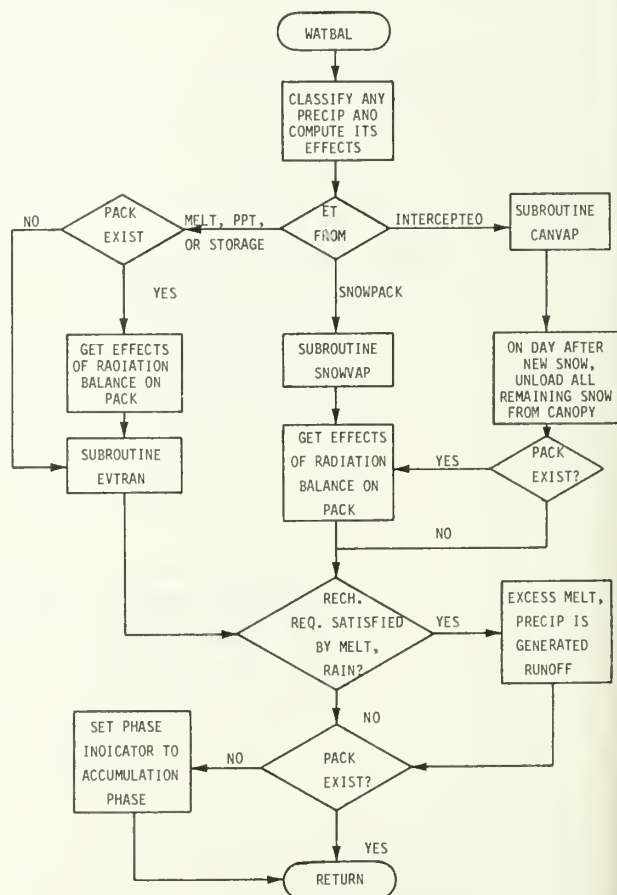 WATBAL
CLASSIFY ANY
PRECIP ANO
COMPUTE ITS
EFFECTS
NO
PACK
EXIST
MELT, PPT,
OR STORAGE
ET
FROM
INTERCEPTEO
SUBROUTINE
CANVAP
YES
SNOWPACK
GET EFFECTS
OF RAOIATION
BALANCE ON
PACK
SUBROUTINE
SNOWVAP
ON DAY AFTER
NEW SNOW,
UNLOAD ALL
REMAINING SNOW
FROM CANOPY
SUBROUTINE
EVTRAN
GET EFFECTS
OF RADIATION
BALANCE ON
PACK
YES
PACK
EXIST?
NO
RECH.
REQ. SATISFIED
BY MELT,
RAIN?
YES
EXCESS MELT,
PRECIP IS
GENERATED
RUNOFF
NO
SET PHASE
INOICATOR TO
ACCUMULATION
PHASE
NO
PACK
EXIST?
YES
RETURN